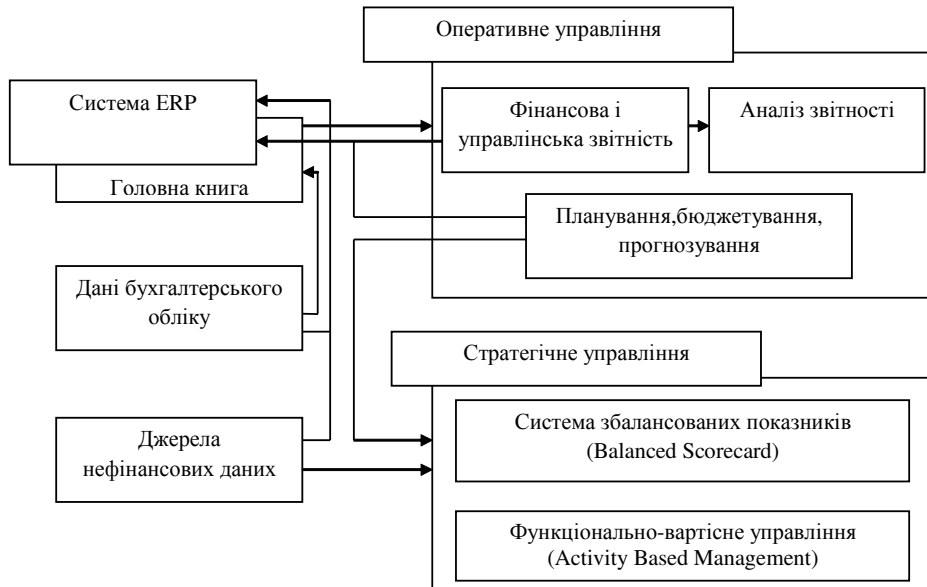 Оперативне управління
Система ERP
Фінансова і
управлінська звітність
Аналіз звітності
Головна книга
Планування,бюджетування,
прогнозування
Дані бухгалтерського
обліку
Стратегічне управління
Система збалансованих показників
(Balanced Scorecard)
Джерела
нефінансових даних
Функціонально-вартісне управління
(Activity Based Management)